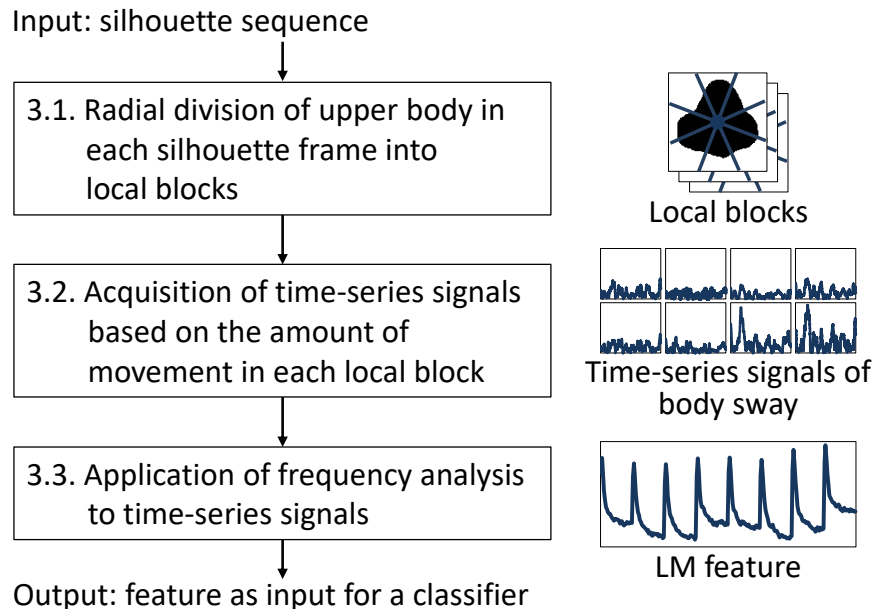 Input: silhouette sequence
3.1. Radial division of upper body in
each silhouette frame into
local blocks
Local blocks
3.2. Acquisition of time-series signals
based on the amount of
movement in each local block
Time-series signals of
body sway
3.3. Application of frequency analysis
to time-series signals
LM feature
Output: feature as input for a classifier